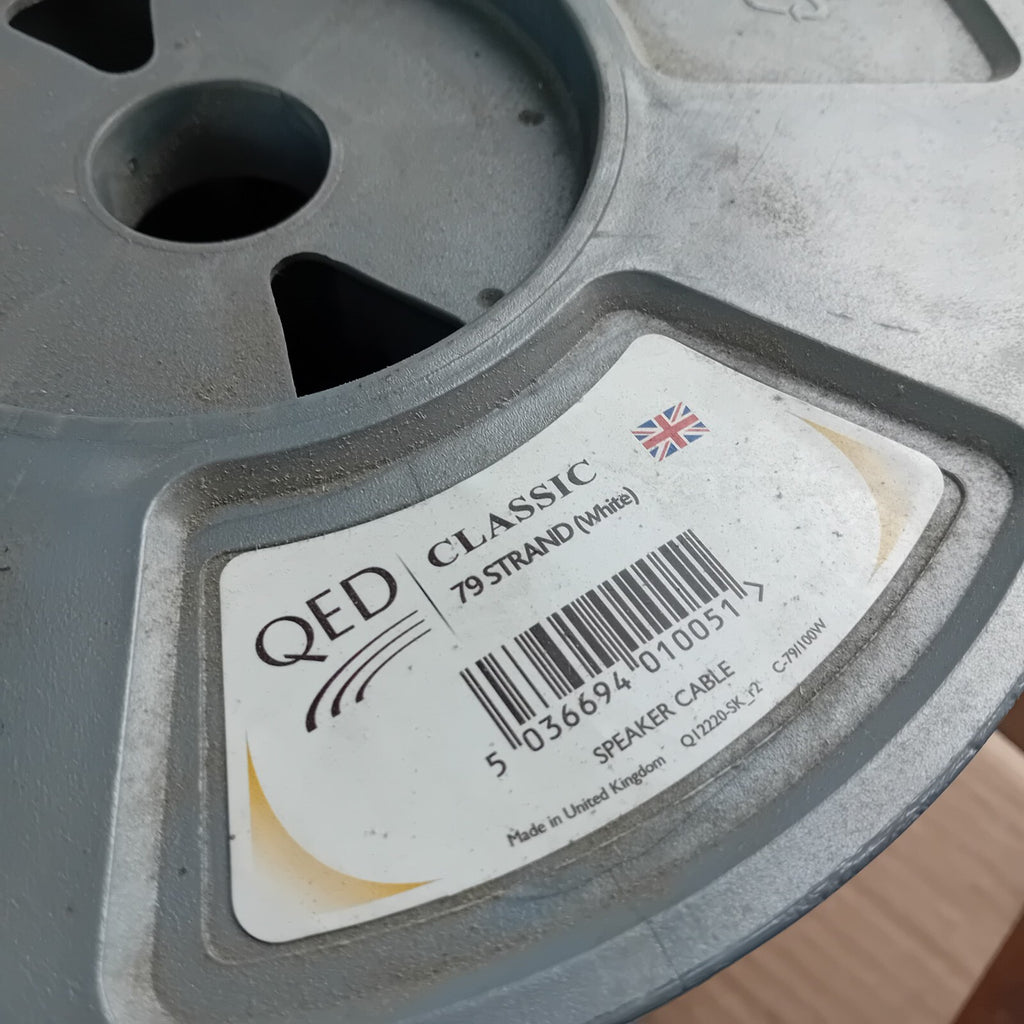 QED
CLASSIC
79 STRAND (White)
5 036694 010051 >
SPEAKER CABLE
Made in United Kingdom Q12220-SK_r2 C-79/100W